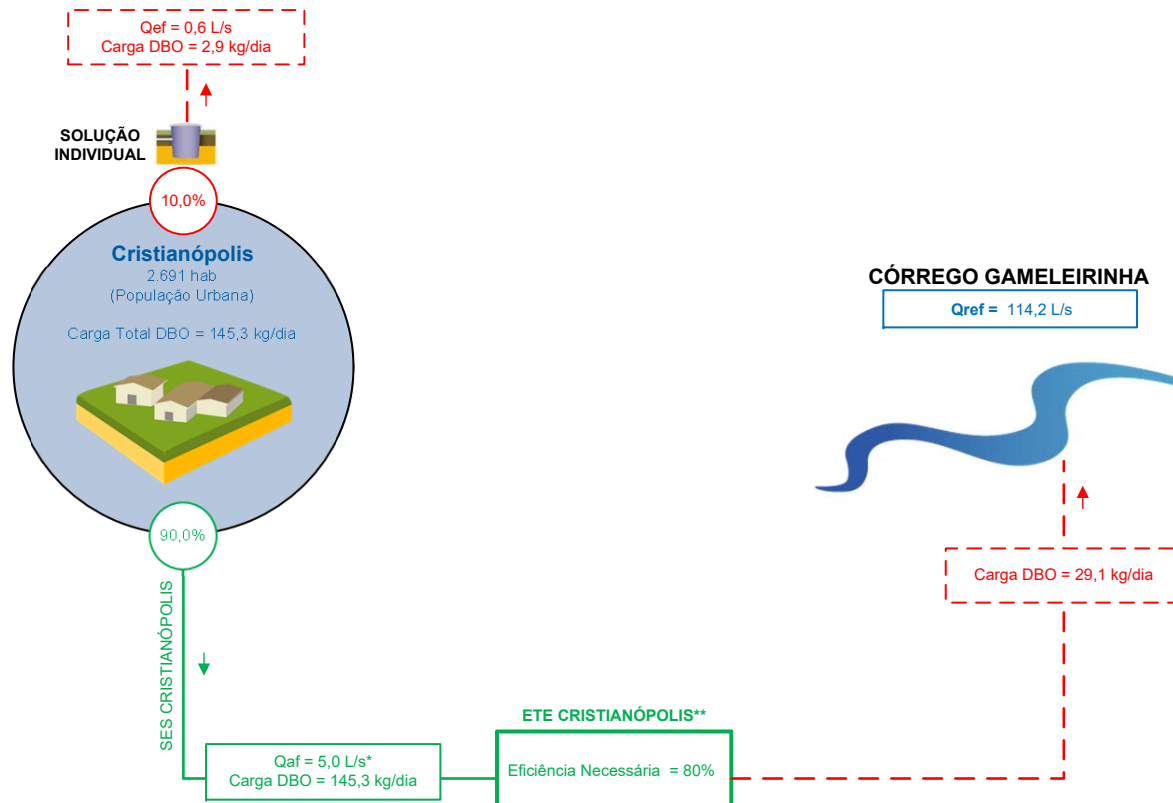 Qef = 0,6 L/s
Carga DBO = 2,9 kg/dia
SOLUÇÃO
INDIVIDUAL
10,0%
Cristianópolis
2.691 hab
(População Urbana)
Carga Total DBO = 145,3 kg/dia
CÓRREGO GAMELEIRINHA
Qref = 114,2 L/s
90,0%
Carga DBO = 29,1 kg/dia
SES CRISTIANÓPOLIS
ETE CRISTIANÓPOLIS**
Qaf = 5,0 L/s*
Carga DBO = 145,3 kg/dia
Eficiência Necessária = 80%